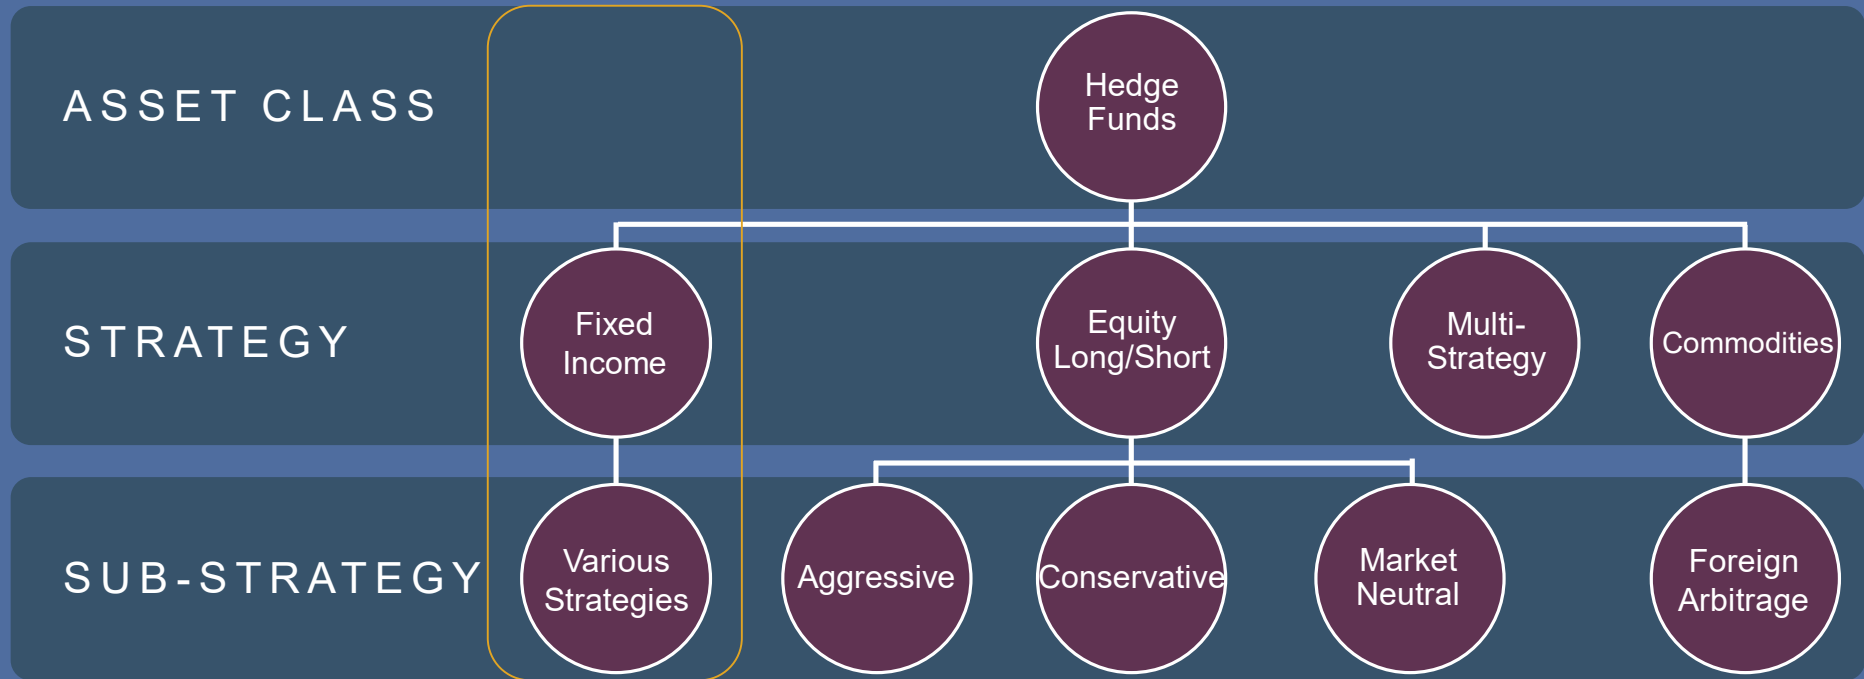 ASSET CLASS
Hedge
Funds
STRATEGY
Fixed
Income
Equity
Long/Short
Multi-
Strategy
Commodities
SUB-STRATEGY
Various
Strategies
Aggressive
Conservative
Market
Neutral
Foreign
Arbitrage